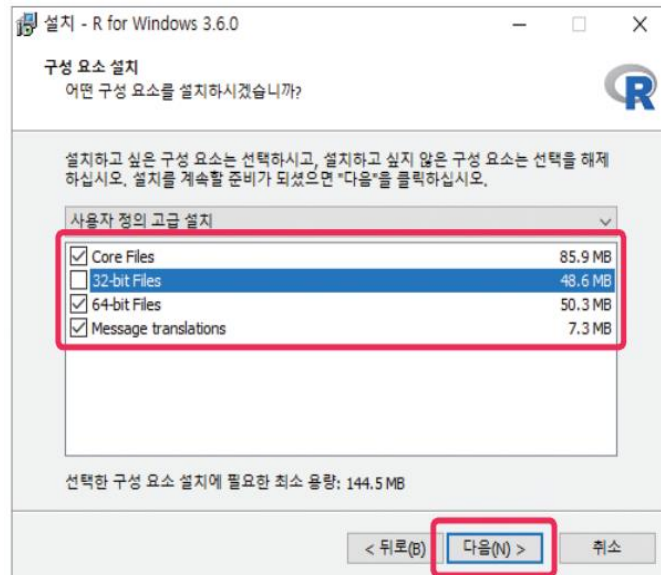 설치 - R for Windows 3.6.0
구성 요소 설치
어떤 구성 요소를 설치하시겠습니까?
R
설치하고 싶은 구성 요소는 선택하시고, 설치하고 싶지 않은 구성 요소는 선택을 해제
하십시오. 설치를 계속할 준비가 되셨으면 "다음"을 클릭하십시오.
사용자 정의 고급 설치
Core Files 85.9 MB
32-bit Files 48.6 MB
64-bit Files 50.3 MB
Message translations 7.3 MB
선택한 구성 요소 설치에 필요한 최소 용량: 144.5 MB
< 뒤로(B) 다음(N) > 취소